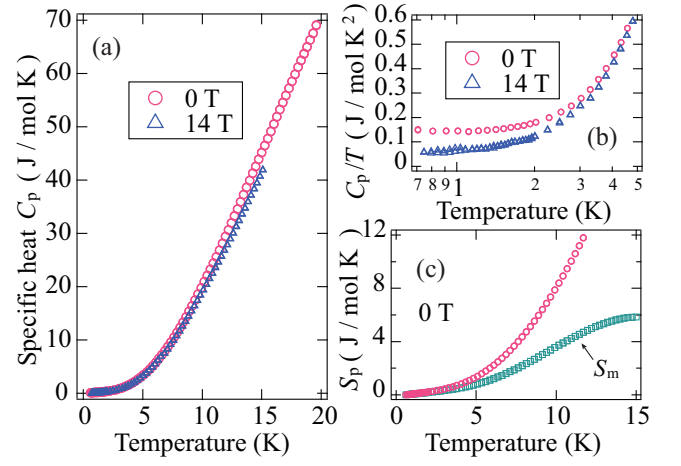 (a)
0 T
14 T
Specific heat Cp ( J / mol K )
70
60
50
40
30
20
10
0
0
5
10
15
20
Temperature (K)
0.6
0.5
0.4
0.3
0.2
0.1
0
0 T
14 T
(b)
Cp/T ( J / mol K2 )
7
8
9
1
2
3
4
5
Temperature (K)
(c)
0 T
Sp ( J / mol K )
12
8
4
0
Sm
0
5
10
15
Temperature (K)